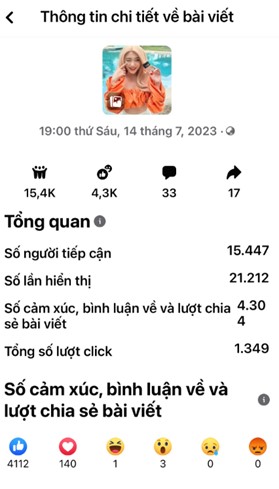 Thông tin chi tiết về bài viết
19:00 thứ Sáu, 14 tháng 7, 2023 ·
15,4K 4,3K 33 17
Tổng quan
Số người tiếp cận 15.447
Số lần hiển thị 21.212
Số cảm xúc, bình luận về và lượt chia 4.30
sẻ bài viết 4
Tổng số lượt click 1.349
Số cảm xúc, bình luận về và
lượt chia sẻ bài viết
4112 140 1 3 0 0